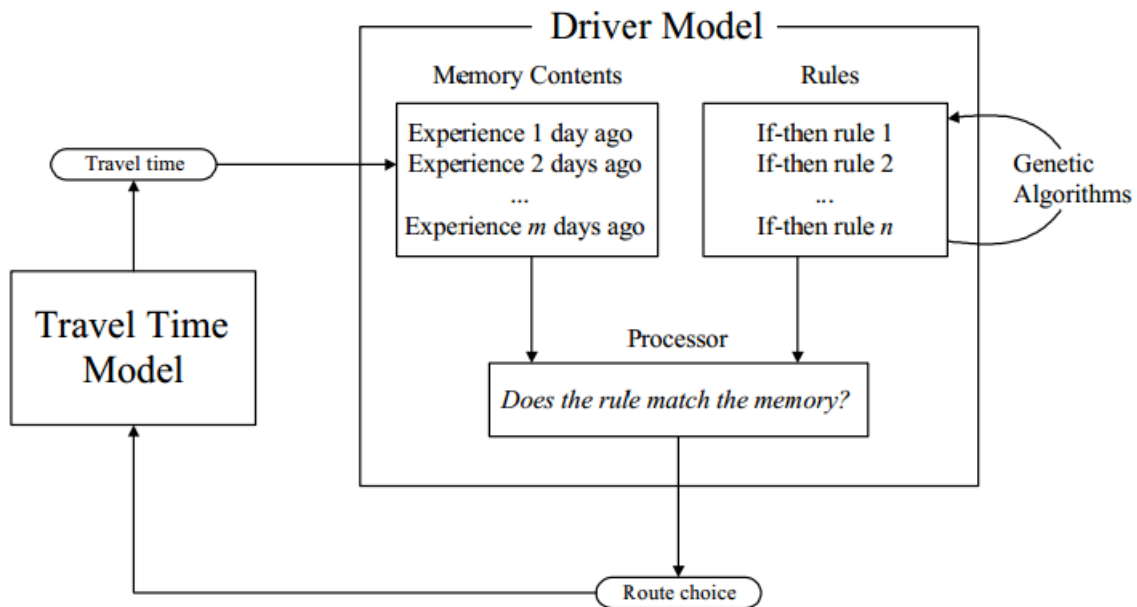 Driver Model
Memory Contents
Rules
Experience 1 day ago
Experience 2 days ago
...
Experience m days ago
If-then rule 1
If-then rule 2
...
If-then rule n
Genetic
Algorithms
Travel time
Travel Time
Model
Processor
Does the rule match the memory?
Route choice